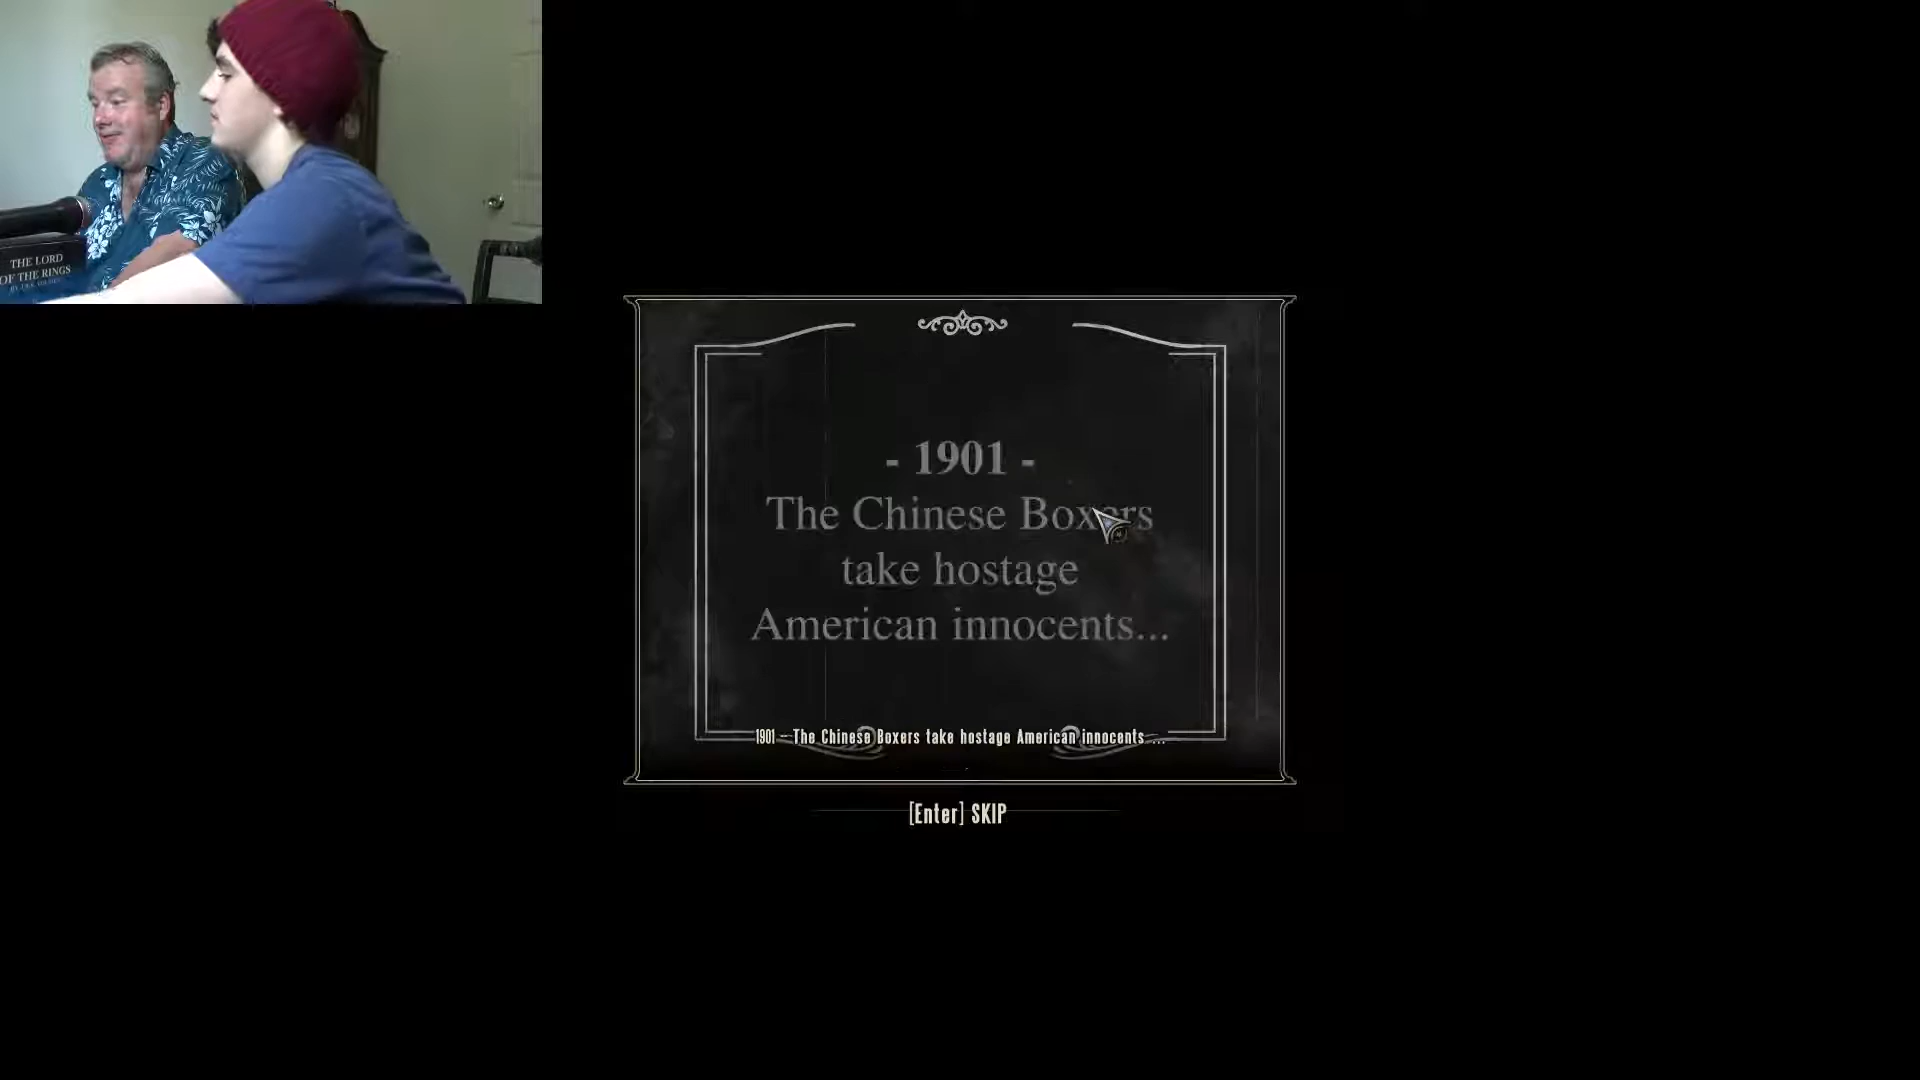 THE LORD
OF THE RINGS
- 1901 -
The Chinese Boxers
take hostage
American innocents...
1901 – The Chinese Boxers take hostage American innocents ...
[Enter] SKIP